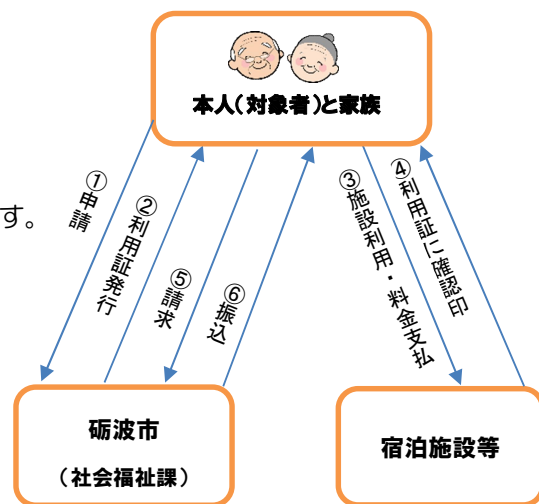 本人(対象者)と家族
す。
①申請
②利用証発行
⑤請求
⑥振込
③施設利用・料金支払
④利用証に確認印
砺波市
(社会福祉課)
宿泊施設等